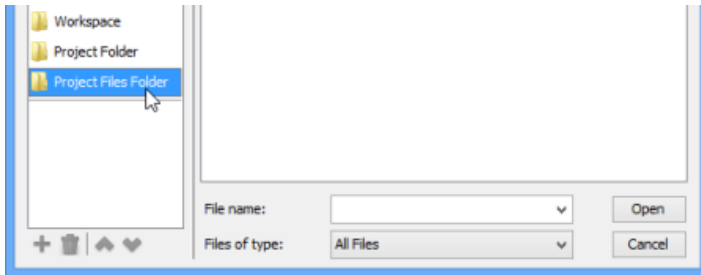 Workspace
Project Folder
Project Files Folder
File name:
Open
Files of type:
All Files
Cancel